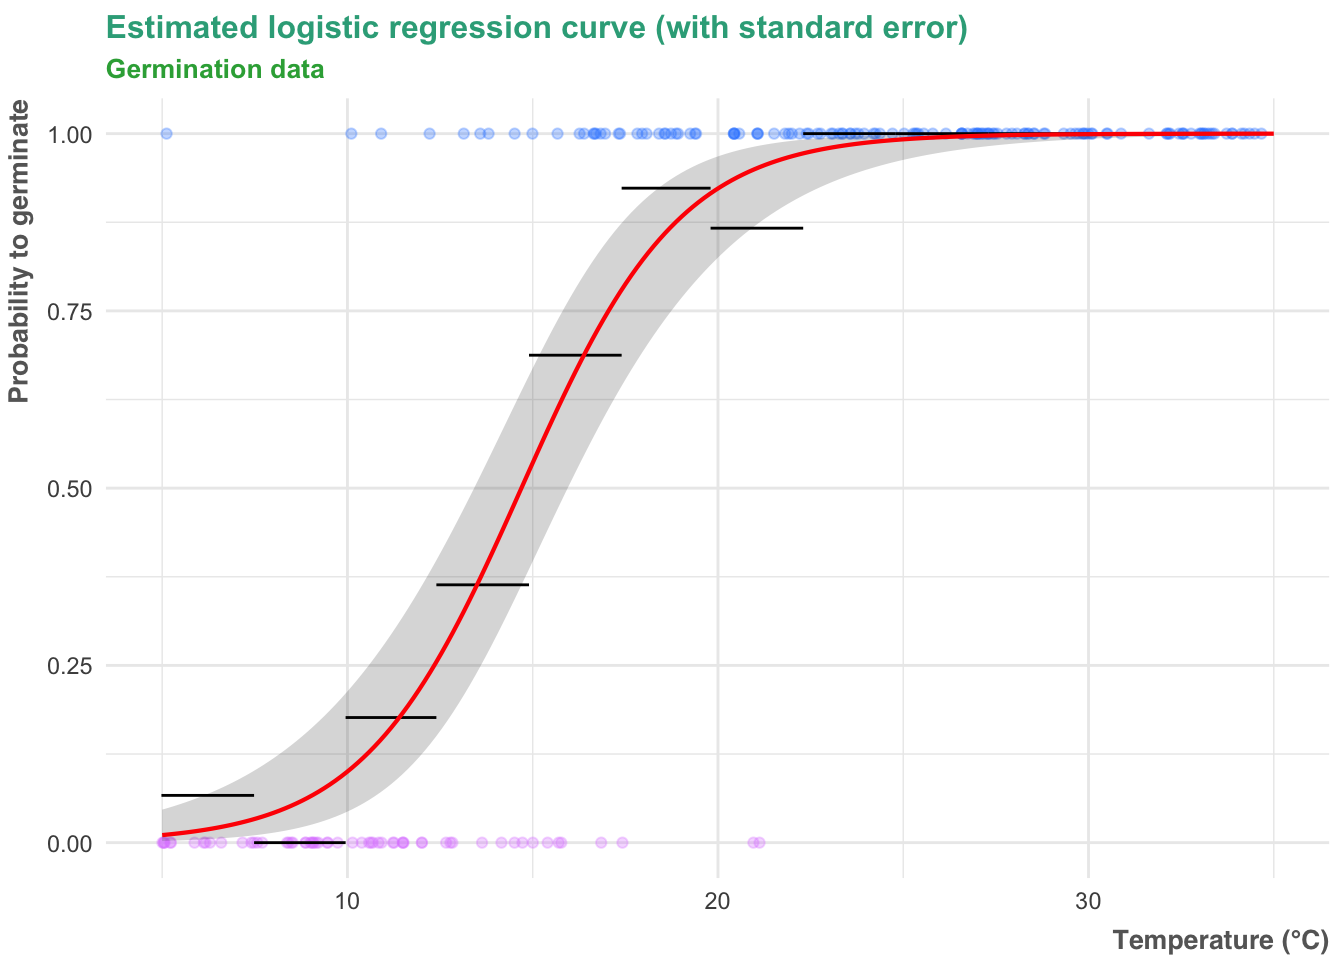 Estimated logistic regression curve (with standard error)
Germination data
Probability to germinate
1.00
0.75
0.50
0.25
0.00
10 20 30
Temperature (°C)